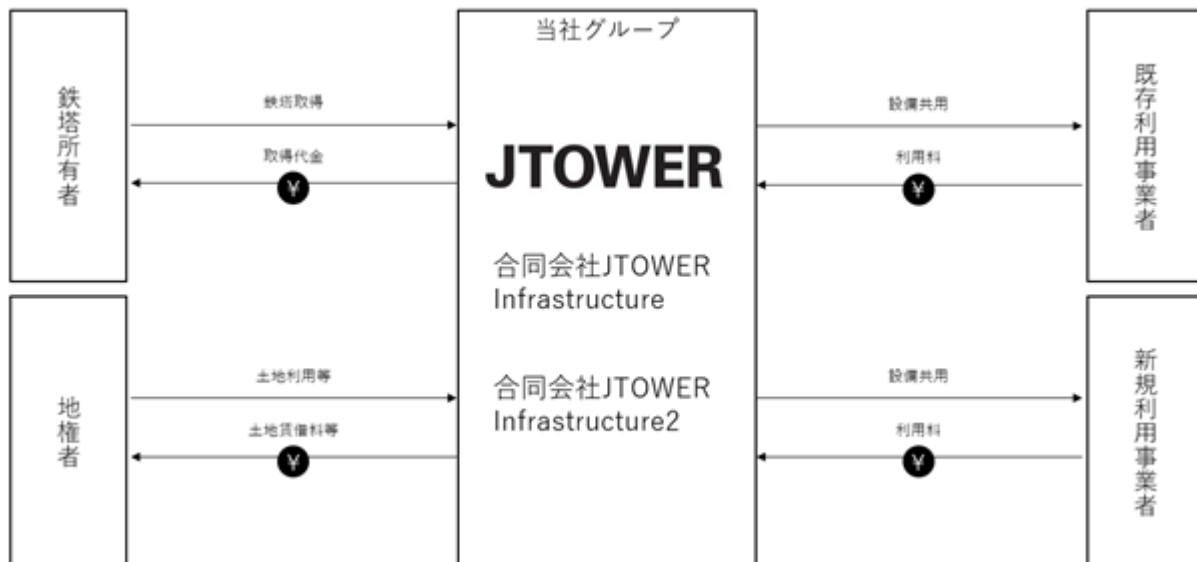 当社グループ
鉄塔所有者
鉄塔取得
取得代金
¥
地権者
土地利用等
土地賃借料等
¥
JTOWER
合同会社JTOWER
Infrastructure
合同会社JTOWER
Infrastructure2
設備共用
利用料
¥
既存利用事業者
設備共用
利用料
¥
新規利用事業者